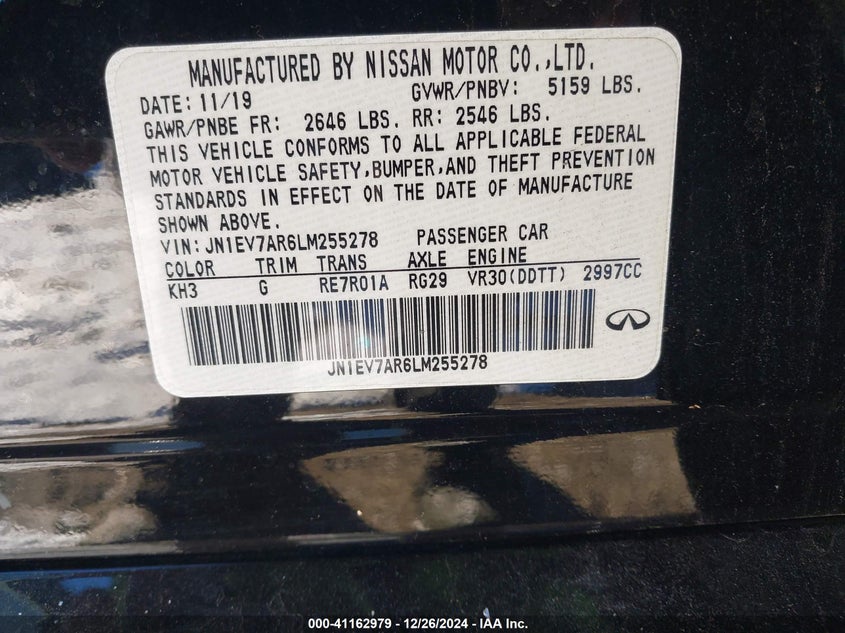 MANUFACTURED BY NISSAN MOTOR CO.,LTD.
DATE: 11/19 GVWR/PNBV: 5159 LBS.
GAWR/PNBE FR: 2646 LBS. RR: 2546 LBS.
THIS VEHICLE CONFORMS TO ALL APPLICABLE FEDERAL
MOTOR VEHICLE SAFETY,BUMPER,AND THEFT PREVENTION
STANDARDS IN EFFECT ON THE DATE OF MANUFACTURE
SHOWN ABOVE.
VIN: JN1EV7AR6LM255278 PASSENGER CAR
COLOR TRIM TRANS AXLE ENGINE
KH3 G RE7R01A RG29 VR30(DDTT) 2997CC
JN1EV7AR6LM255278
000-41162979 - 12/26/2024 - IAA Inc.